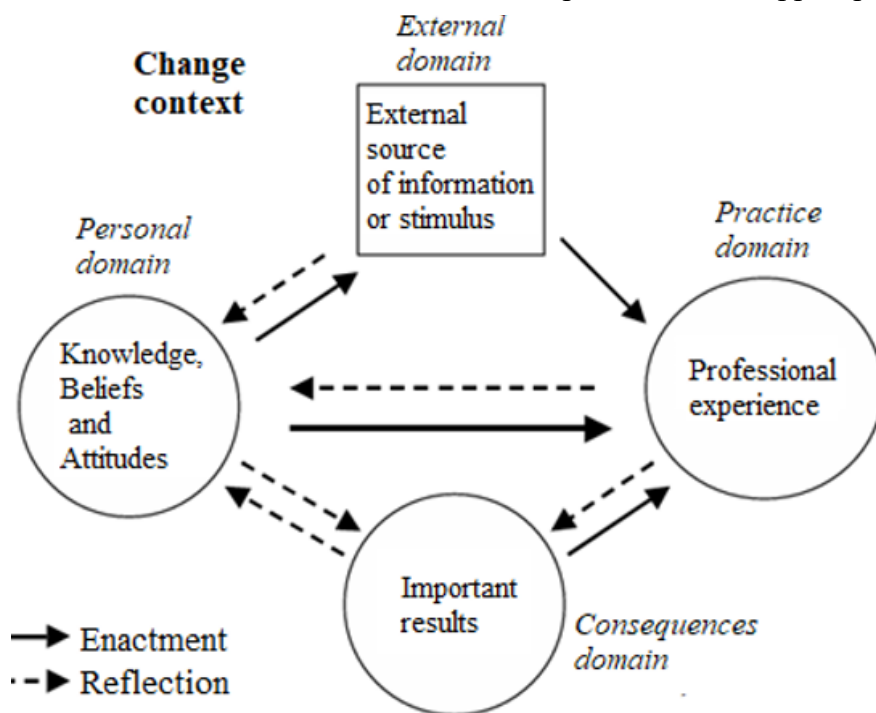 External
domain
Change
context
External
source
of information
or stimulus
Practice
domain
Personal
domain
Knowledge,
Beliefs
and
Attitudes
Professional
experience
Important
results
Consequences
domain
Enactment
Reflection